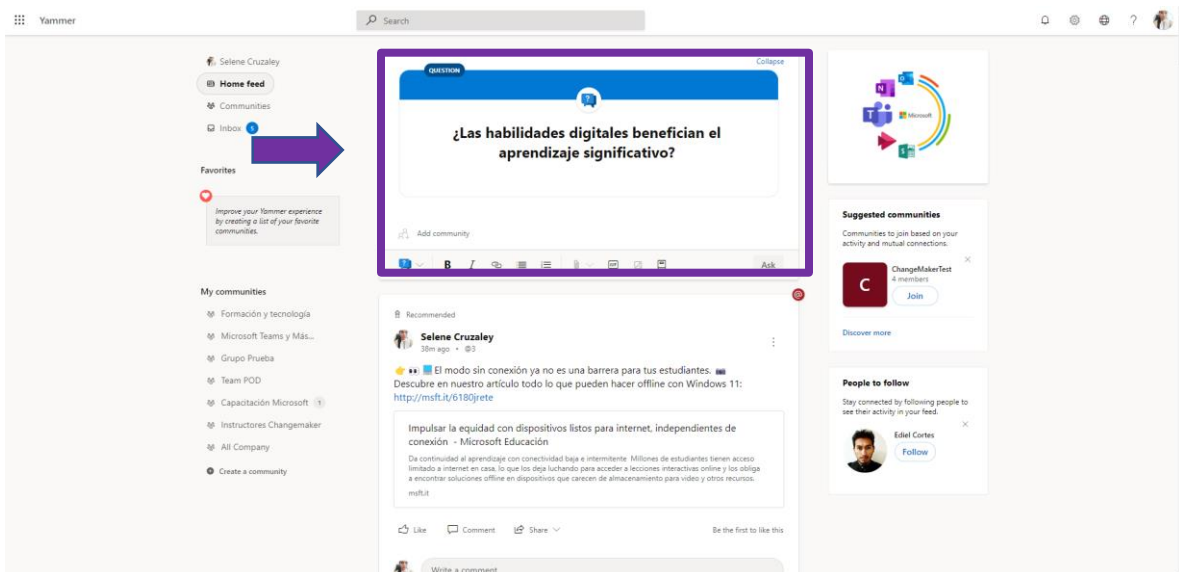 Yammer
Search
Selene Cruzaley
Home feed
Communities
Inbox 5
Favorites
Improve your Yammer experience
by creating a list of your favorite
communities.
My communities
Formación y tecnología
Microsoft Teams y Más...
Grupo Prueba
Team POD
Capacitación Microsoft 1
Instructores Changemaker
All Company
Create a community
Collapse
QUESTION
¿Las habilidades digitales benefician el
aprendizaje significativo?
Add community
B I GIF Ask
Recommended
Selene Cruzaley
38m ago • 3
El modo sin conexión ya no es una barrera para tus estudiantes.
Descubre en nuestro artículo todo lo que pueden hacer offline con Windows 11:
http://msft.it/6180jrete
Impulsar la equidad con dispositivos listos para internet, independientes de
conexión - Microsoft Educación
Da continuidad al aprendizaje con conectividad baja e intermitente Millones de estudiantes tienen acceso
limitado a internet en casa, lo que los deja luchando para acceder a lecciones interactivas online y los obliga
a encontrar soluciones offline en dispositivos que carecen de almacenamiento para video y otros recursos.
msft.it
Like Comment Share Be the first to like this
Write a comment
Microsoft
Suggested communities
Communities to join based on your
activity and mutual connections.
C
ChangeMakerTest
4 members
Join
Discover more
People to follow
Stay connected by following people to
see their activity in your feed.
Ediel Cortes
Follow